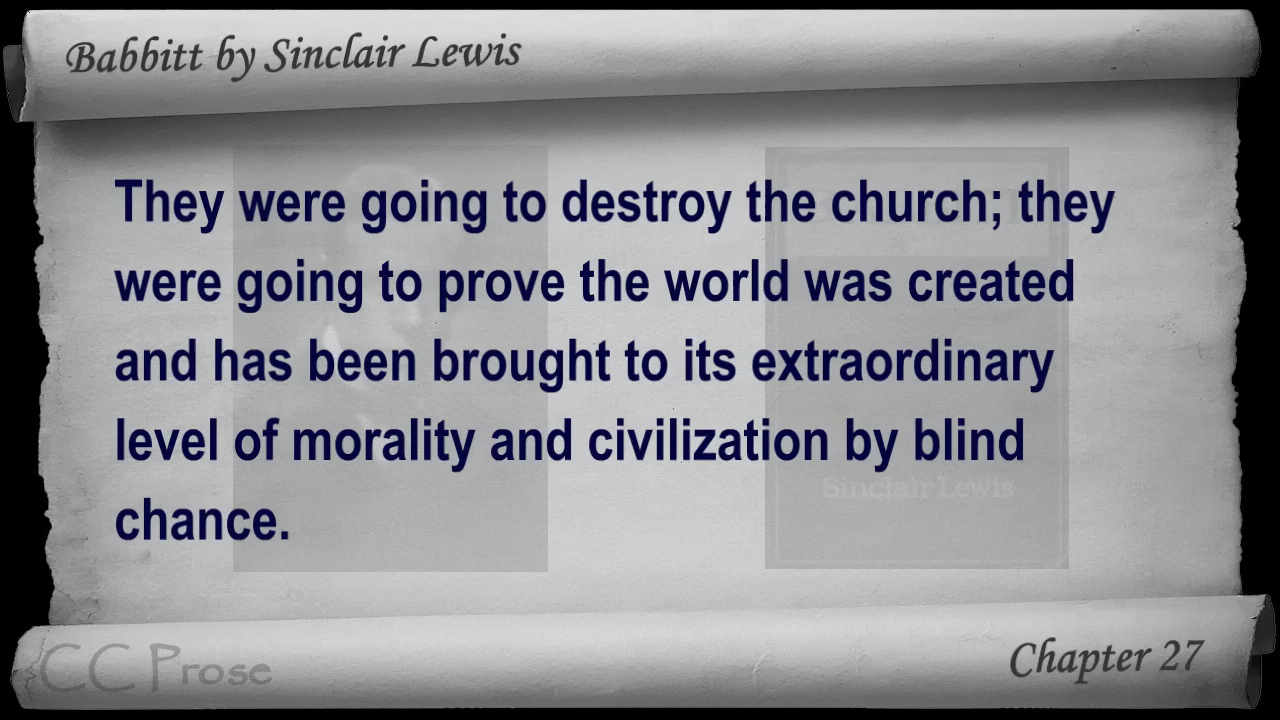 Babbitt by Sinclair Lewis
They were going to destroy the church; they
were going to prove the world was created
and has been brought to its extraordinary
level of morality and civilization by blind
chance.
Sinclair Lewis
CC Prose
Chapter 27